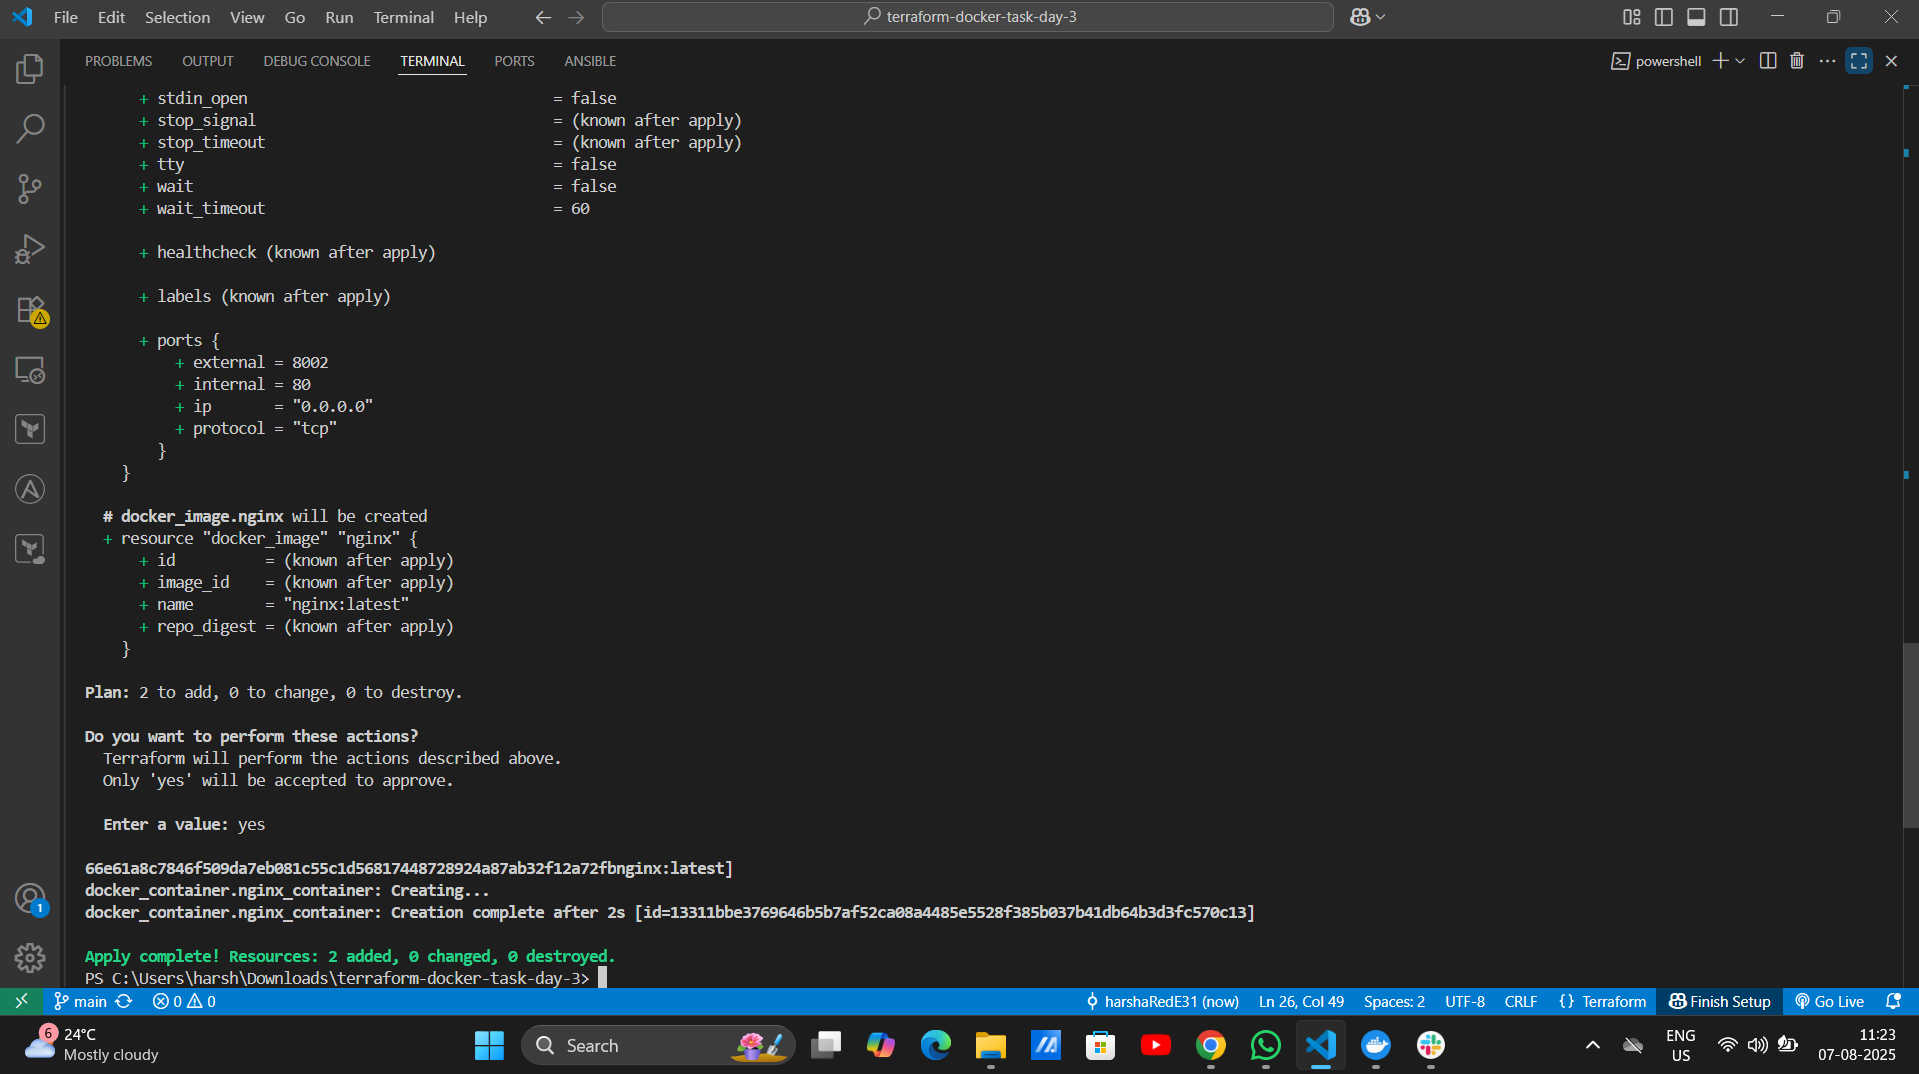 File Edit Selection View Go Run Terminal Help
terraform-docker-task-day-3
PROBLEMS OUTPUT DEBUG CONSOLE TERMINAL PORTS ANSIBLE
powershell
+ stdin_open = false
+ stop_signal = (known after apply)
+ stop_timeout = (known after apply)
+ tty = false
+ wait = false
+ wait_timeout = 60
+ healthcheck (known after apply)
+ labels (known after apply)
+ ports {
+ external = 8002
+ internal = 80
+ ip = "0.0.0.0"
+ protocol = "tcp"
}
}
# docker_image.nginx will be created
+ resource "docker_image" "nginx" {
+ id = (known after apply)
+ image_id = (known after apply)
+ name = "nginx:latest"
+ repo_digest = (known after apply)
}
Plan: 2 to add, 0 to change, 0 to destroy.
Do you want to perform these actions?
Terraform will perform the actions described above.
Only 'yes' will be accepted to approve.
Enter a value: yes
66e61a8c7846f509da7eb081c55c1d56817448728924a87ab32f12a72fbnginx:latest]
docker_container.nginx_container: Creating...
docker_container.nginx_container: Creation complete after 2s [id=13311bbe3769646b5b7af52ca08a4485e5528f385b037b41db64b3d3fc570c13]
Apply complete! Resources: 2 added, 0 changed, 0 destroyed.
PS C:\Users\harsh\Downloads\terraform-docker-task-day-3>
1
main 0 0 harshaRedE31 (now) Ln 26, Col 49 Spaces: 2 UTF-8 CRLF {} Terraform Finish Setup Go Live
6
24°C
Mostly cloudy
Search
ENG
US
11:23
07-08-2025